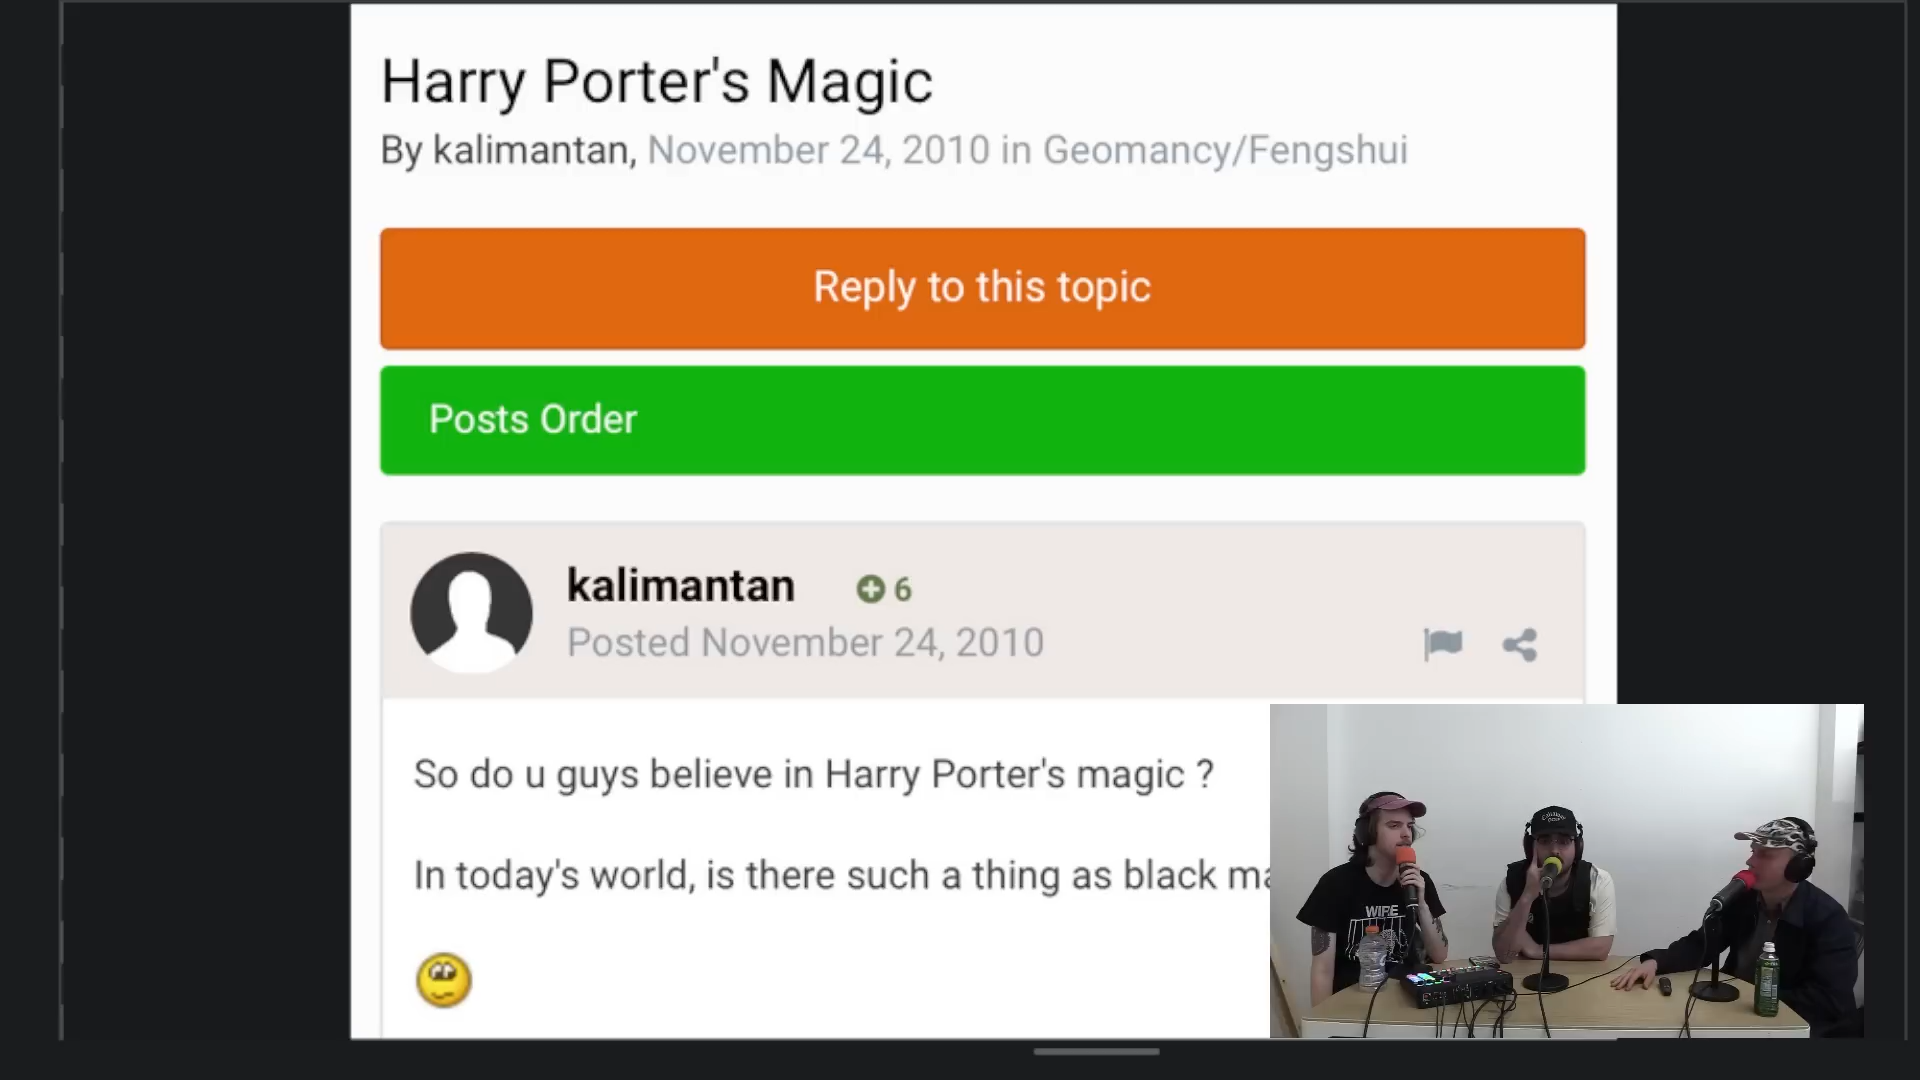 Harry Porter's Magic
By kalimantan, November 24, 2010 in Geomancy/Fengshui
Reply to this topic
Posts Order
kalimantan 6
Posted November 24, 2010
So do u guys believe in Harry Porter's magic ?
In today's world, is there such a thing as black
WIRE